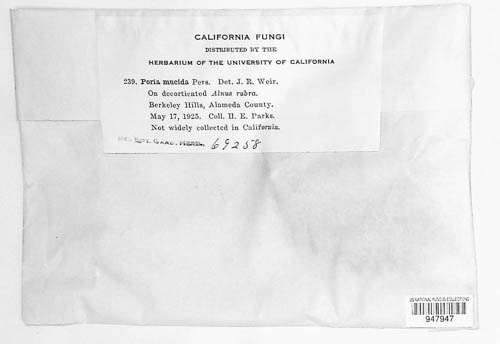 CALIFORNIA FUNGI
DISTRIBUTED BY THE
HERBARIUM OF THE UNIVERSITY OF CALIFORNIA
239. Poria mucida Pers. Det. J. R. Weir.
On decorticated Alnus rubra.
Berkeley Hills, Alameda County.
May 17, 1925. Coll. H. E. Parks.
Not widely collected in California.
GARD. HERB. 69258
US NATIONAL FUNGUS COLLECTIONS
947947